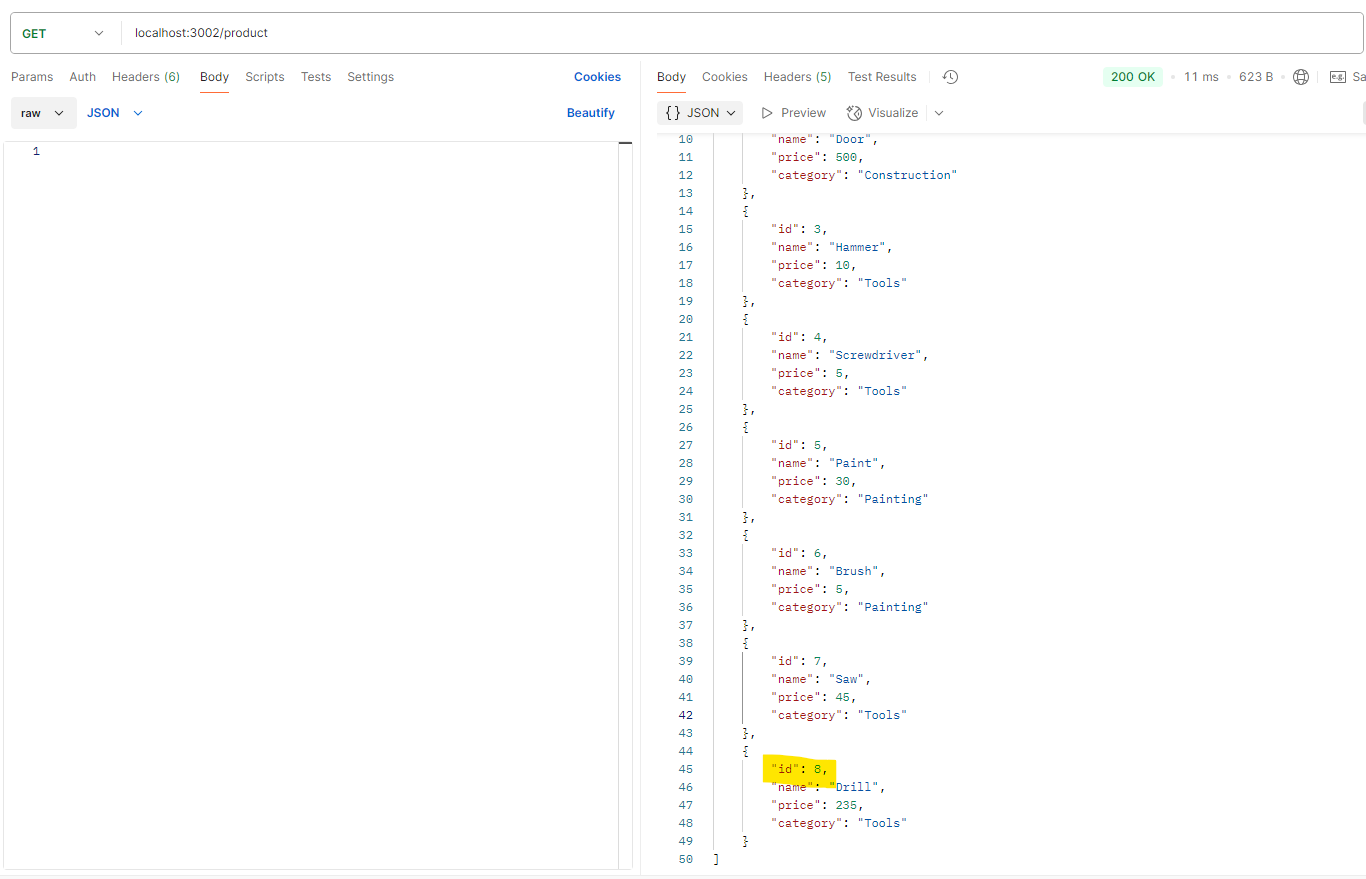 GET localhost:3002/product
Params Auth Headers (6) Body Scripts Tests Settings Cookies
raw JSON Beautify
1
Body Cookies Headers (5) Test Results 200 OK • 11 ms • 623 B • e.g. Sa
{} JSON Preview Visualize
10 "name": "Door",
11 "price": 500,
12 "category": "Construction"
13 },
14 {
15 "id": 3,
16 "name": "Hammer",
17 "price": 10,
18 "category": "Tools"
19 },
20 {
21 "id": 4,
22 "name": "Screwdriver",
23 "price": 5,
24 "category": "Tools"
25 },
26 {
27 "id": 5,
28 "name": "Paint",
29 "price": 30,
30 "category": "Painting"
31 },
32 {
33 "id": 6,
34 "name": "Brush",
35 "price": 5,
36 "category": "Painting"
37 },
38 {
39 "id": 7,
40 "name": "Saw",
41 "price": 45,
42 "category": "Tools"
43 },
44 {
45 "id": 8,
46 "name": "Drill",
47 "price": 235,
48 "category": "Tools"
49 }
50 ]